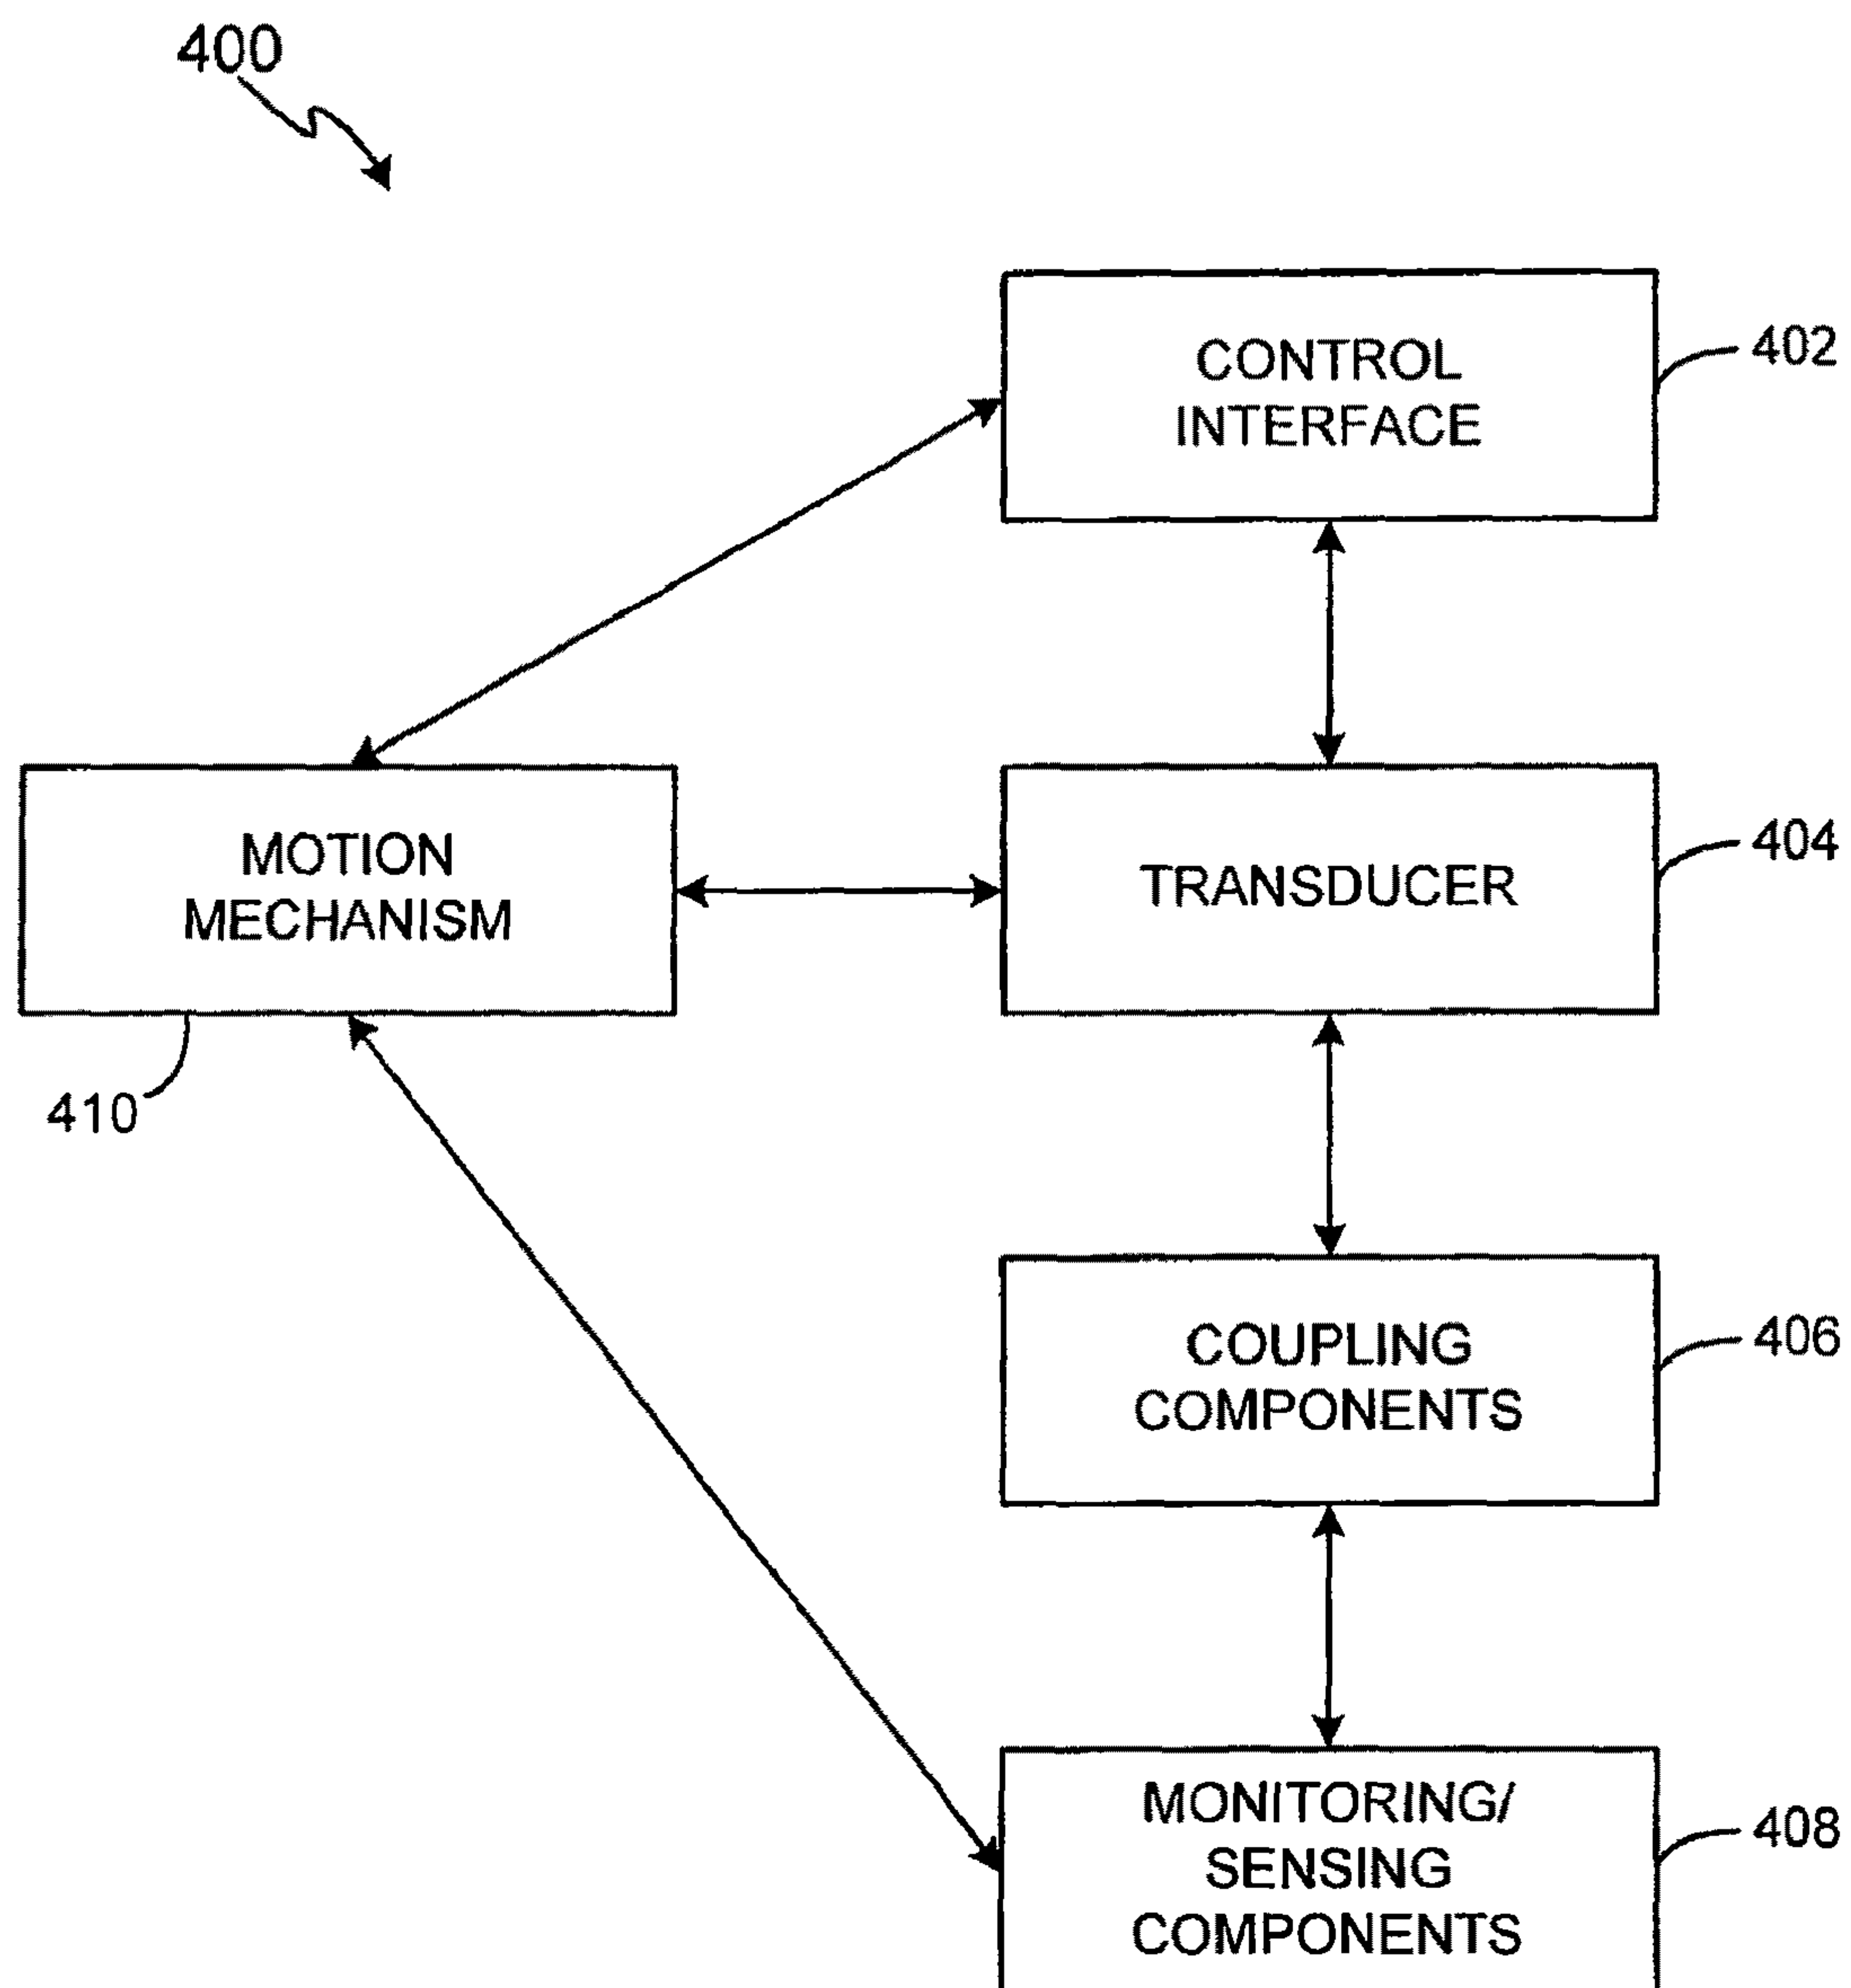 400
CONTROL
INTERFACE
402
MOTION
MECHANISM
410
TRANSDUCER
404
COUPLING
COMPONENTS
406
MONITORING/
SENSING
COMPONENTS
408